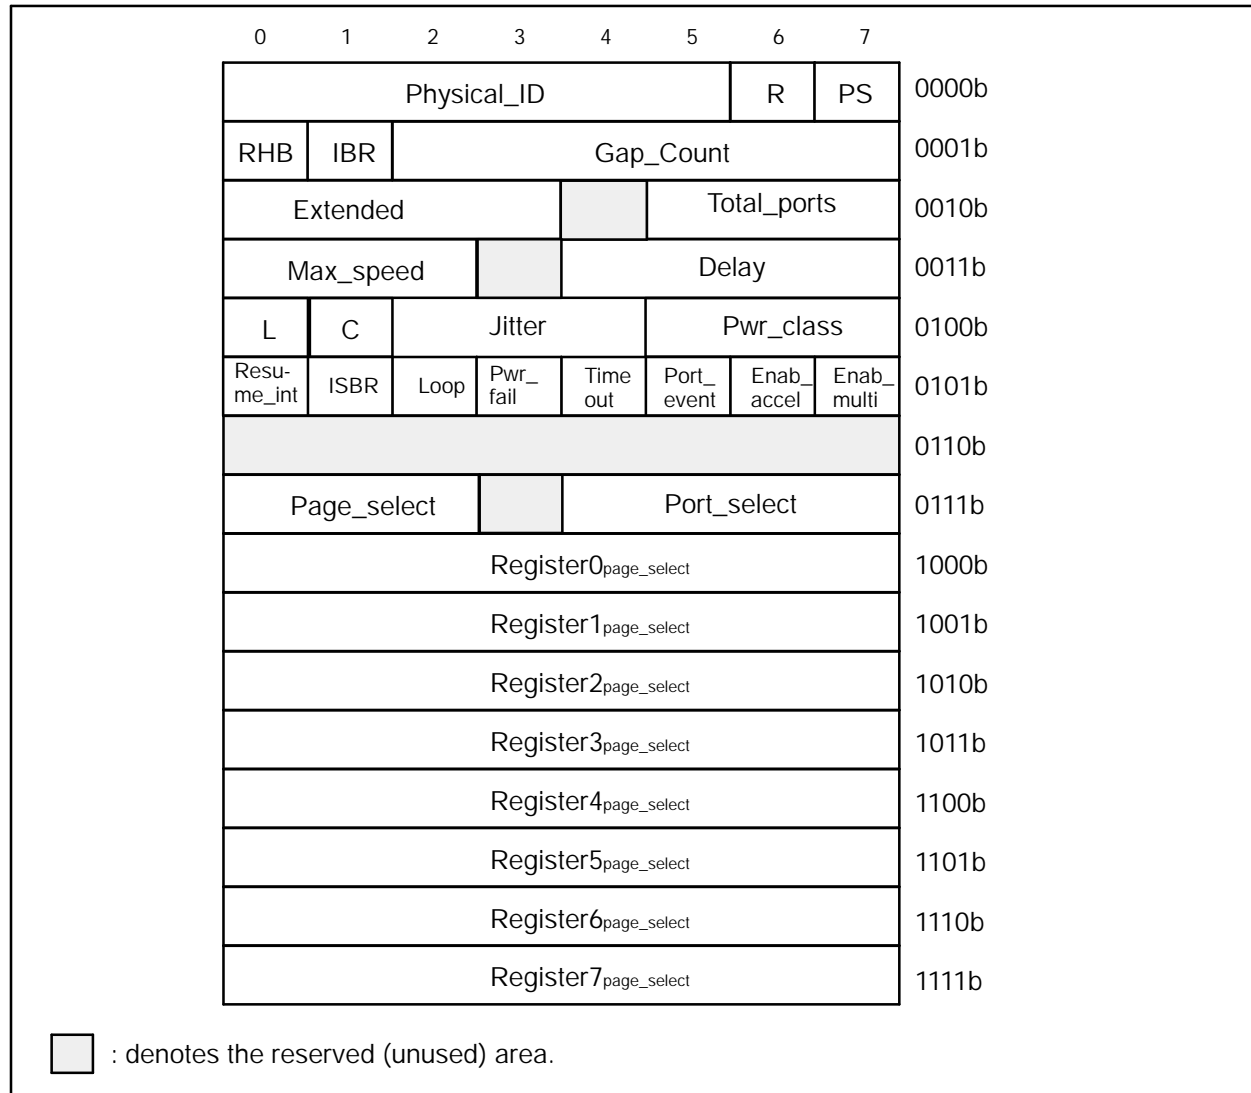 0 1 2 3 4 5 6 7
Physical_ID R PS 0000b
RHB IBR Gap_Count 0001b
Extended Total_ports 0010b
Max_speed Delay 0011b
L C Jitter Pwr_class 0100b
Resu-
me_int ISBR Loop Pwr_
fail Time
out Port_
event Enab_
accel Enab_
multi 0101b
0110b
Page_select Port_select 0111b
Register0page_select 1000b
Register1page_select 1001b
Register2page_select 1010b
Register3page_select 1011b
Register4page_select 1100b
Register5page_select 1101b
Register6page_select 1110b
Register7page_select 1111b
: denotes the reserved (unused) area.